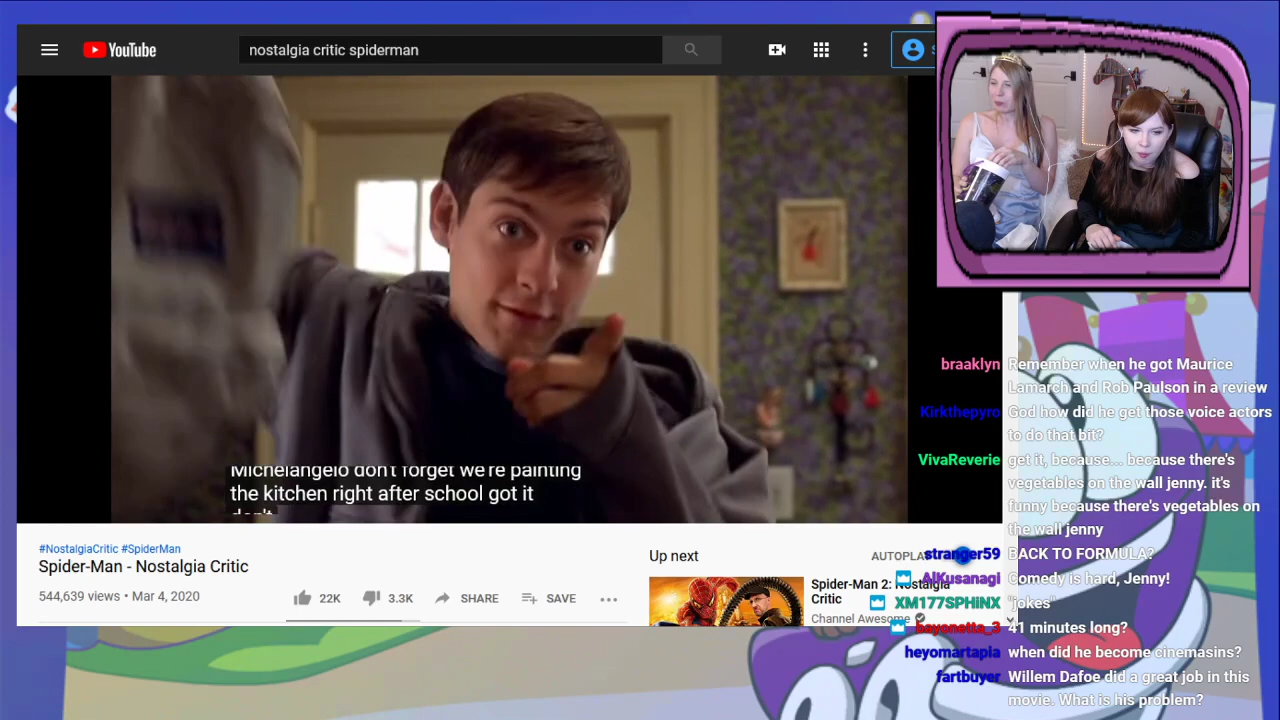 YouTube
nostalgia critic spiderman
Michelangelo don't forget we're painting
the kitchen right after school got it
don't
#NostalgiaCritic #SpiderMan
Spider-Man - Nostalgia Critic
544,639 views • Mar 4, 2020
22K
3.3K
SHARE
SAVE
Up next
AUTOPLA
Spider-Man 2: Nostalgia
Critic
Channel Awesome
braaklyn Remember when he got Maurice
Lamarch and Rob Paulson in a review
Kirkthepyro God how did he get those voice actors
to do that bit?
VivaReverie get it, because... because there's
vegetables on the wall jenny. it's
funny because there's vegetables on
the wall jenny
stranger59 BACK TO FORMULA?
AlKusanagi Comedy is hard, Jenny!
XM177SPHiNX "jokes"
bayonetta_3 41 minutes long?
heyomartapia when did he become cinemasins?
fartbuyer Willem Dafoe did a great job in this
movie. What is his problem?